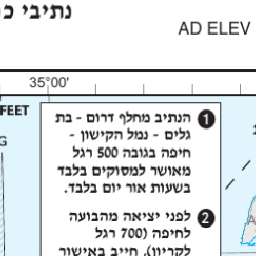 נתיבי
AD ELEV
35°00'
FEET
G
1 הנתיב מחלף דרום - בת
גלים - נמל הקישון -
חיפה בגובה 500 רגל
מאושר למסוקים בלבד
בשעות אור יום בלבד.
2 לפני יציאה מהבועה
לחיפה (700 רגל
לקריון), חייב באישור